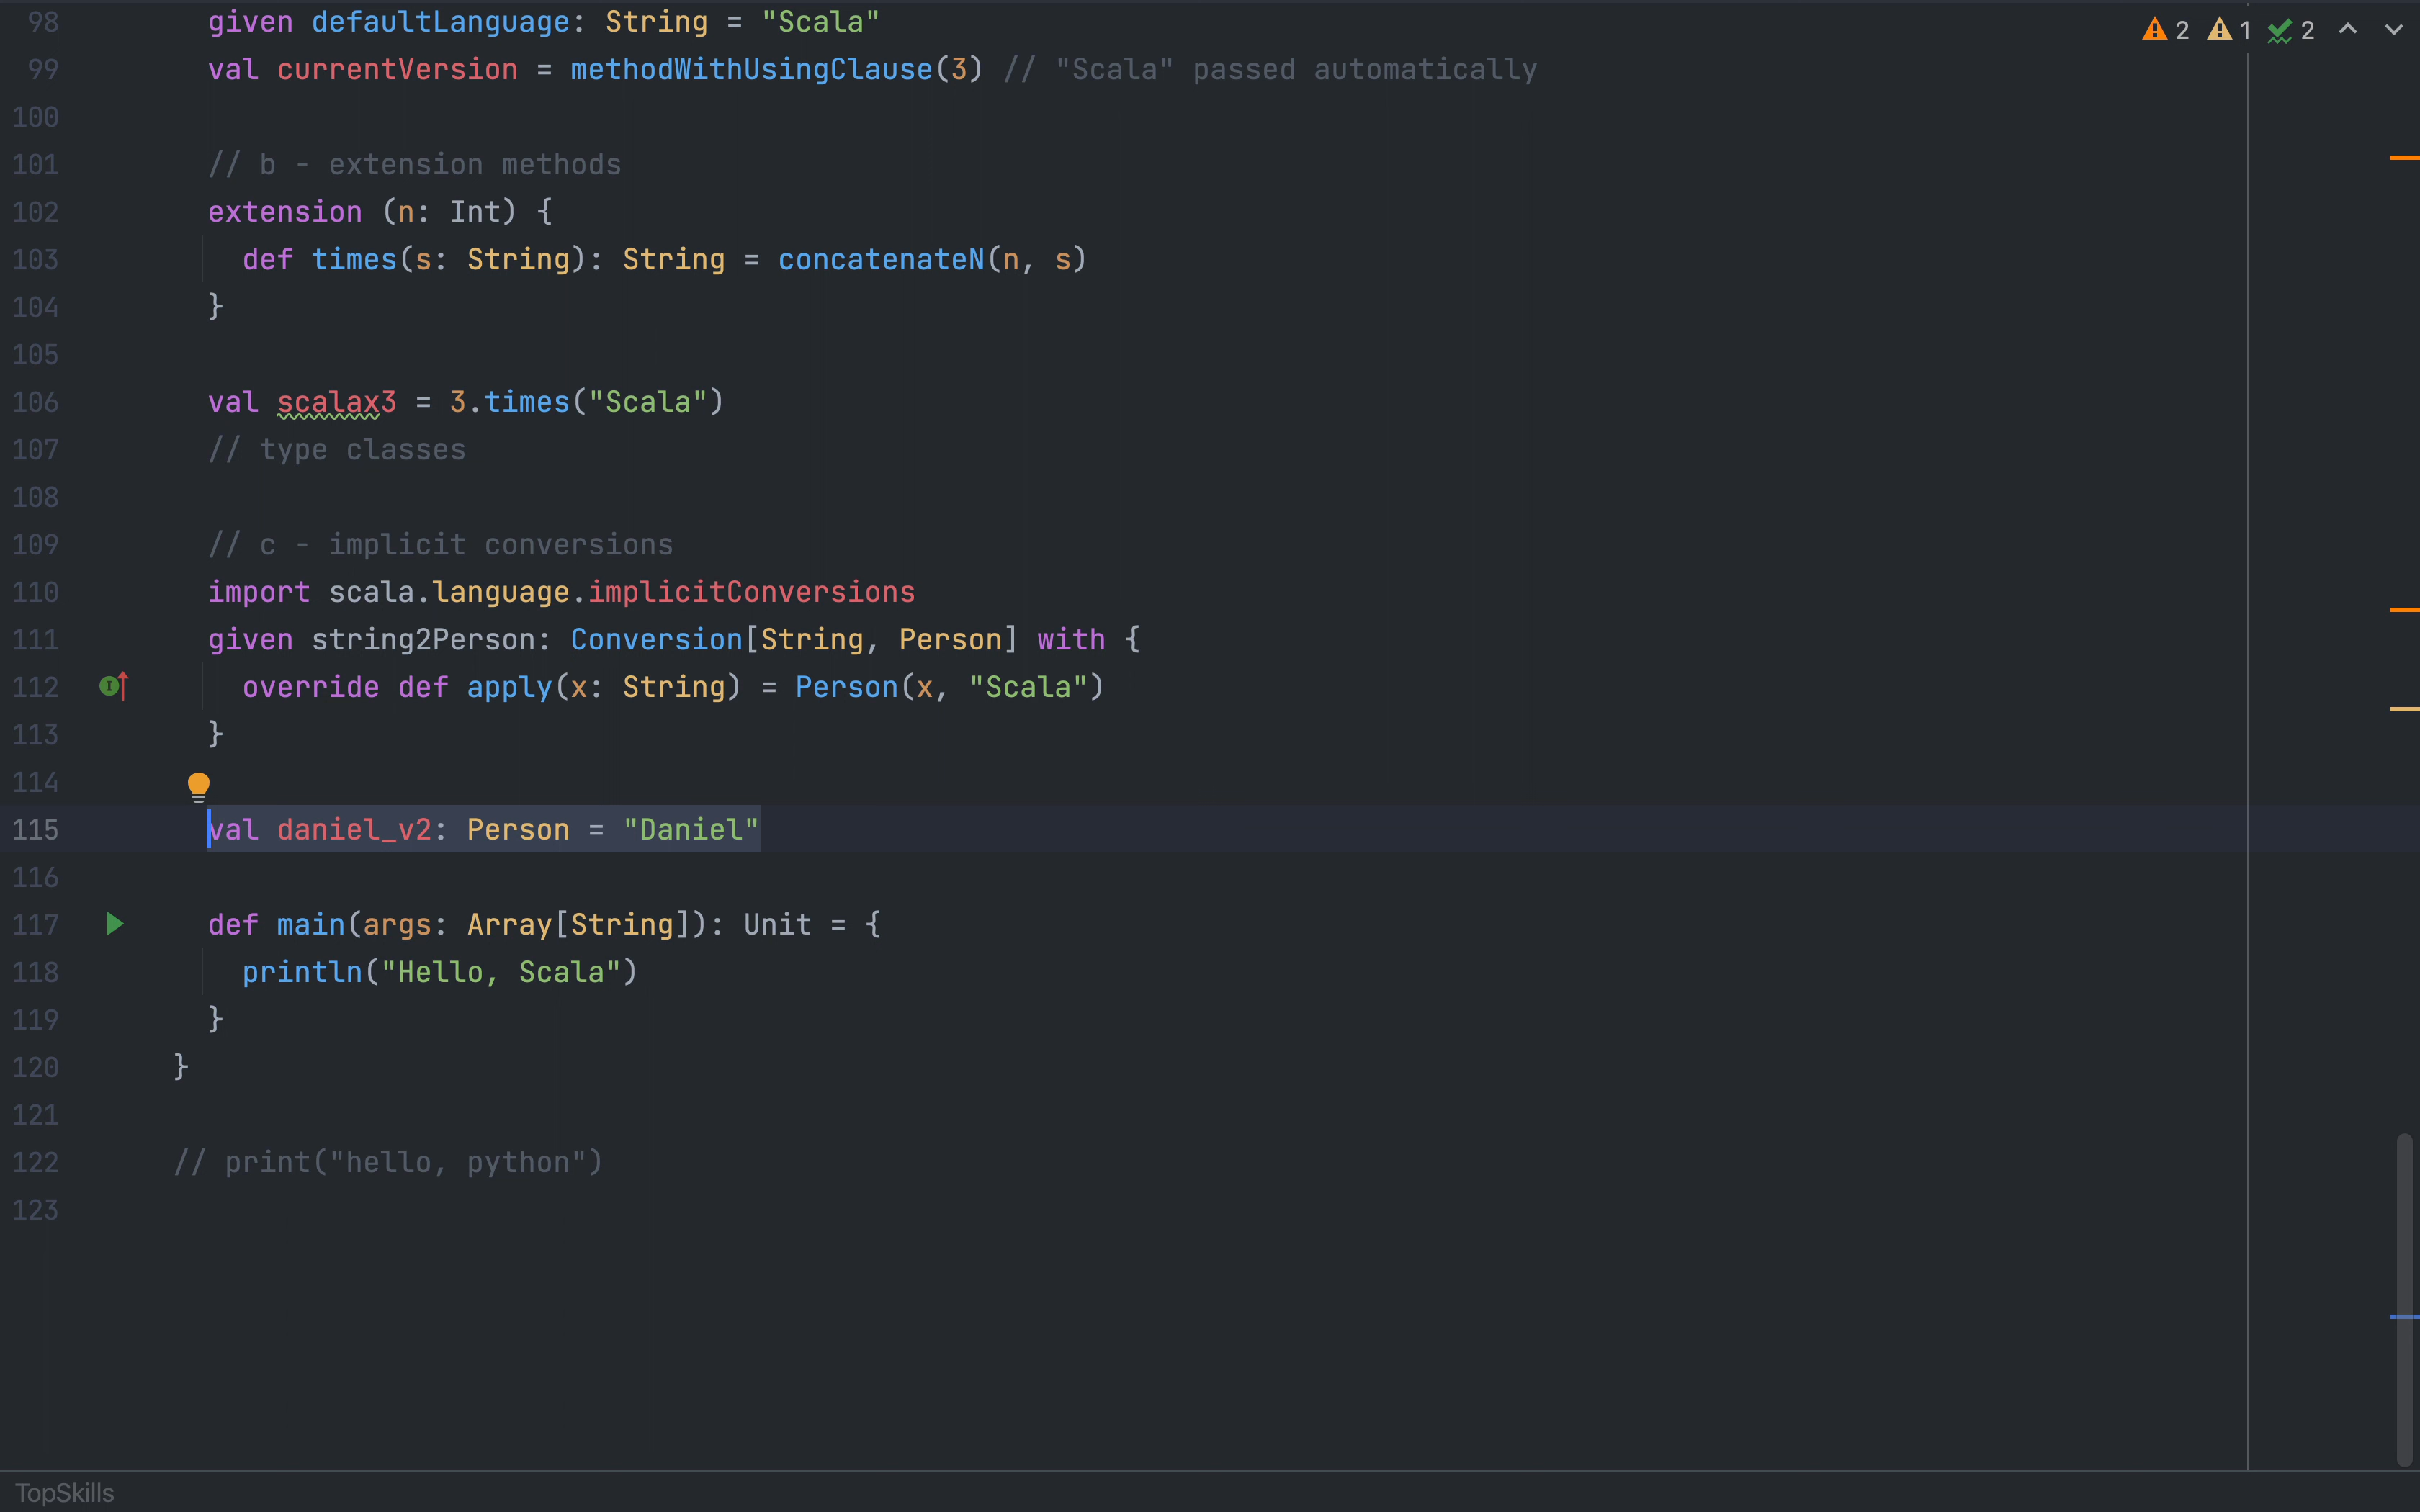 98 given defaultLanguage: String = "Scala"
2 1 2
99 val currentVersion = methodWithUsingClause(3) // "Scala" passed automatically
100
101 // b - extension methods
102 extension (n: Int) {
103 def times(s: String): String = concatenateN(n, s)
104 }
105
106 val scalax3 = 3.times("Scala")
107 // type classes
108
109 // c - implicit conversions
110 import scala.language.implicitConversions
111 given string2Person: Conversion[String, Person] with {
112 override def apply(x: String) = Person(x, "Scala")
113 }
114
115 val daniel_v2: Person = "Daniel"
116
117 def main(args: Array[String]): Unit = {
118 println("Hello, Scala")
119 }
120 }
121
122 // print("hello, python")
123
TopSkills